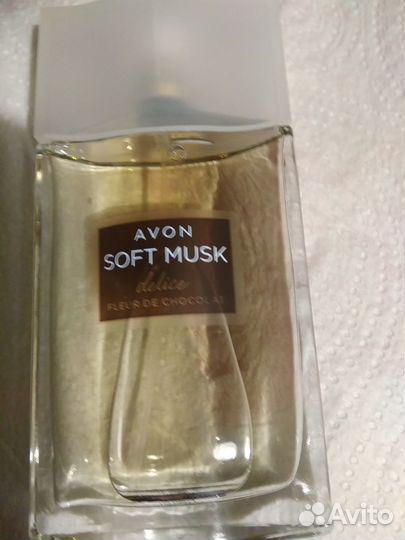 AVON
SOFT MUSK
delice
FLEUR DE CHOCOLAT
Avito